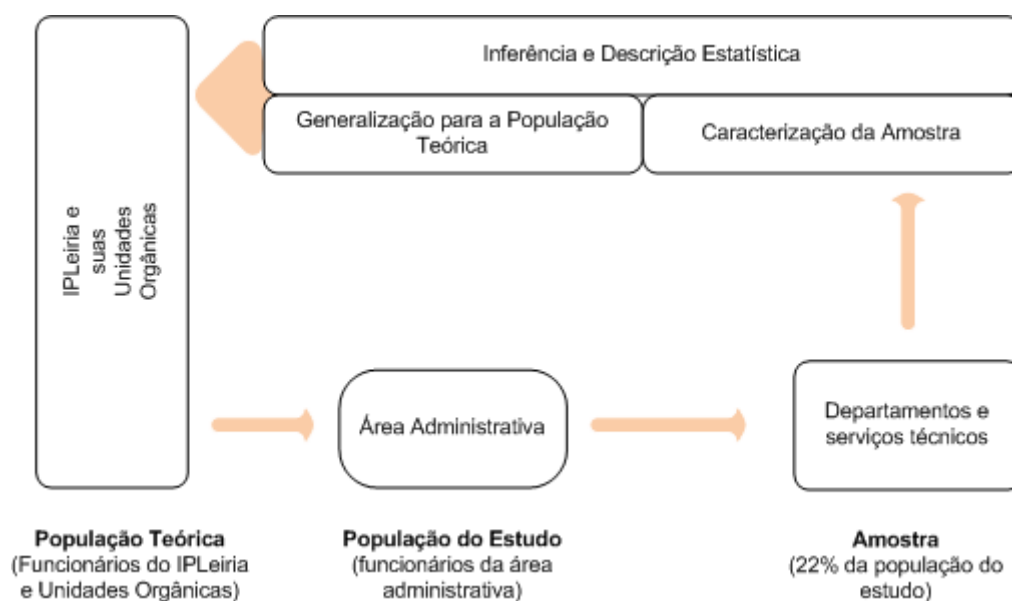 Inferência e Descrição Estatística
Generalização para a População
Teórica
Caracterização da Amostra
IPLeiria e
suas
Unidades
Orgânicas
Área Administrativa
Departamentos e
serviços técnicos
População Teórica
(Funcionários do IPLeiria
e Unidades Orgânicas)
População do Estudo
(funcionários da área
administrativa)
Amostra
(22% da população do
estudo)